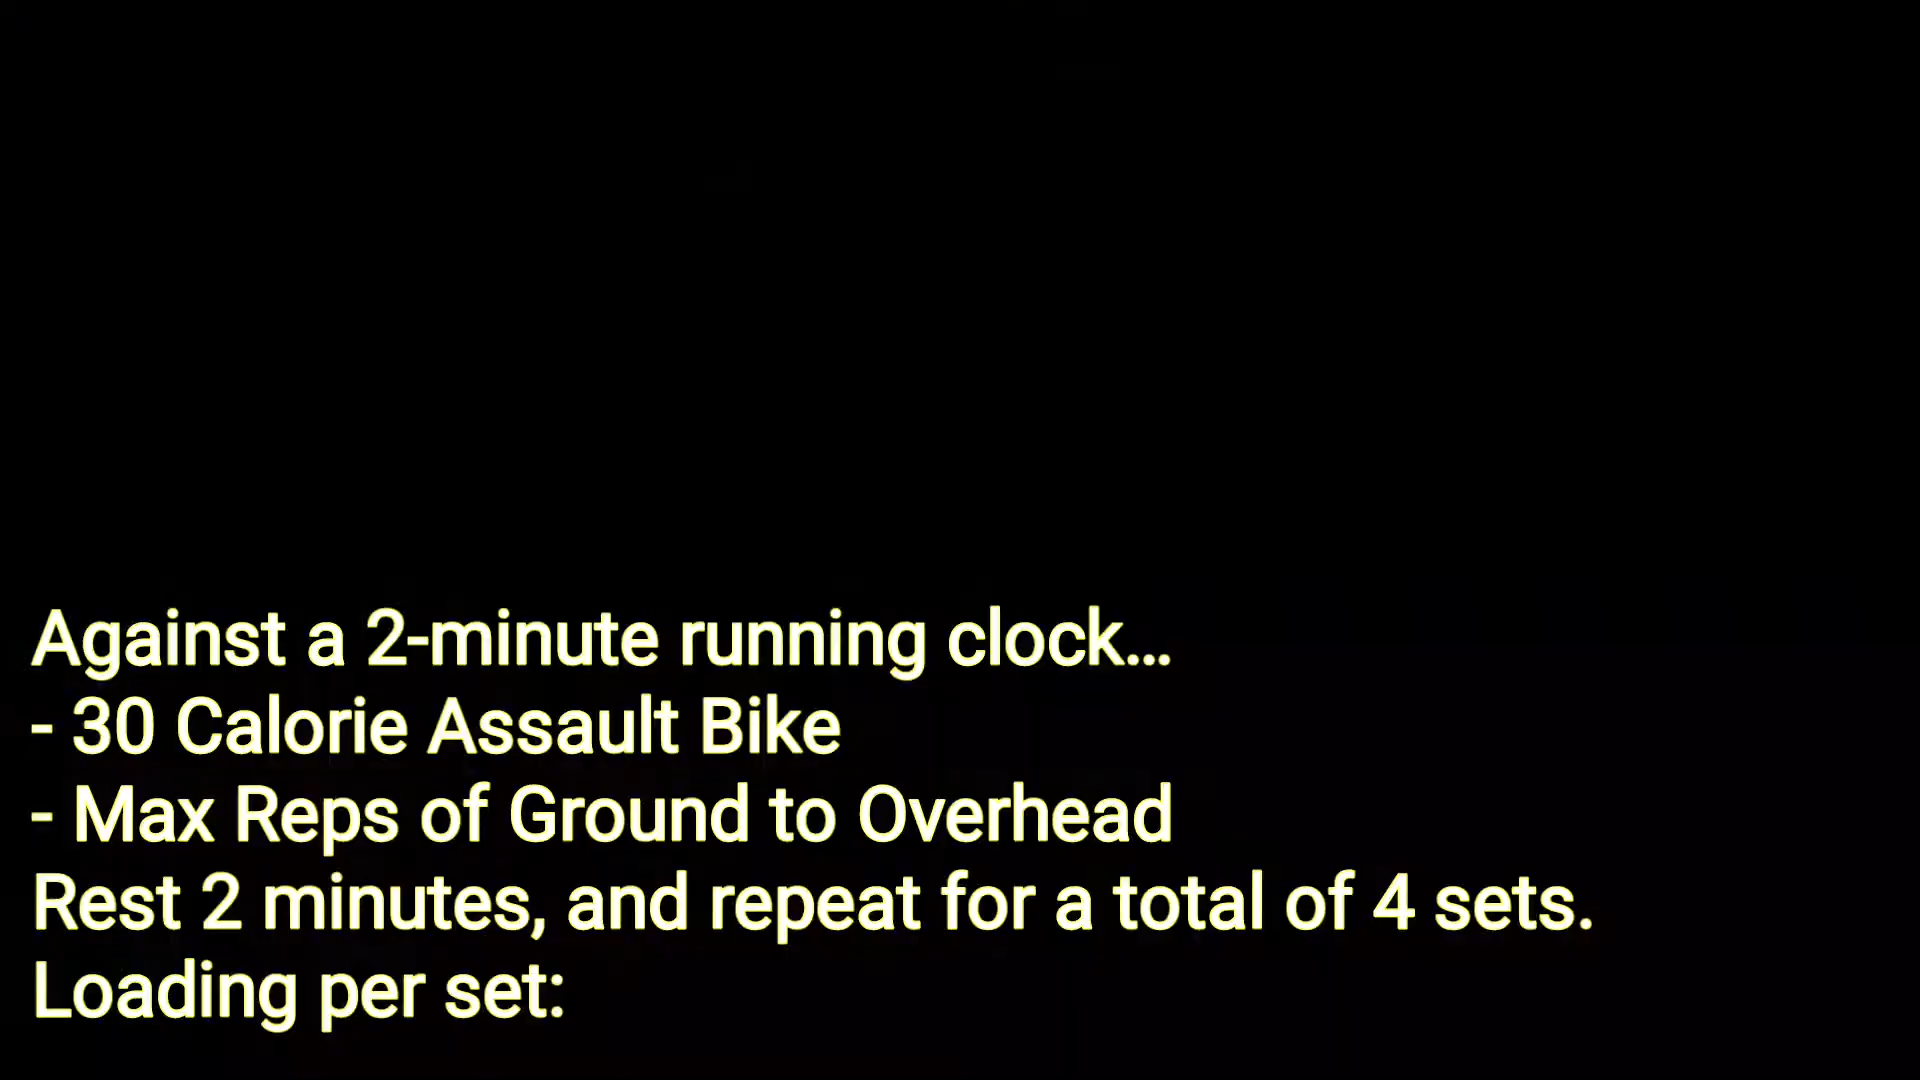 Against a 2-minute running clock...
- 30 Calorie Assault Bike
- Max Reps of Ground to Overhead
Rest 2 minutes, and repeat for a total of 4 sets.
Loading per set: